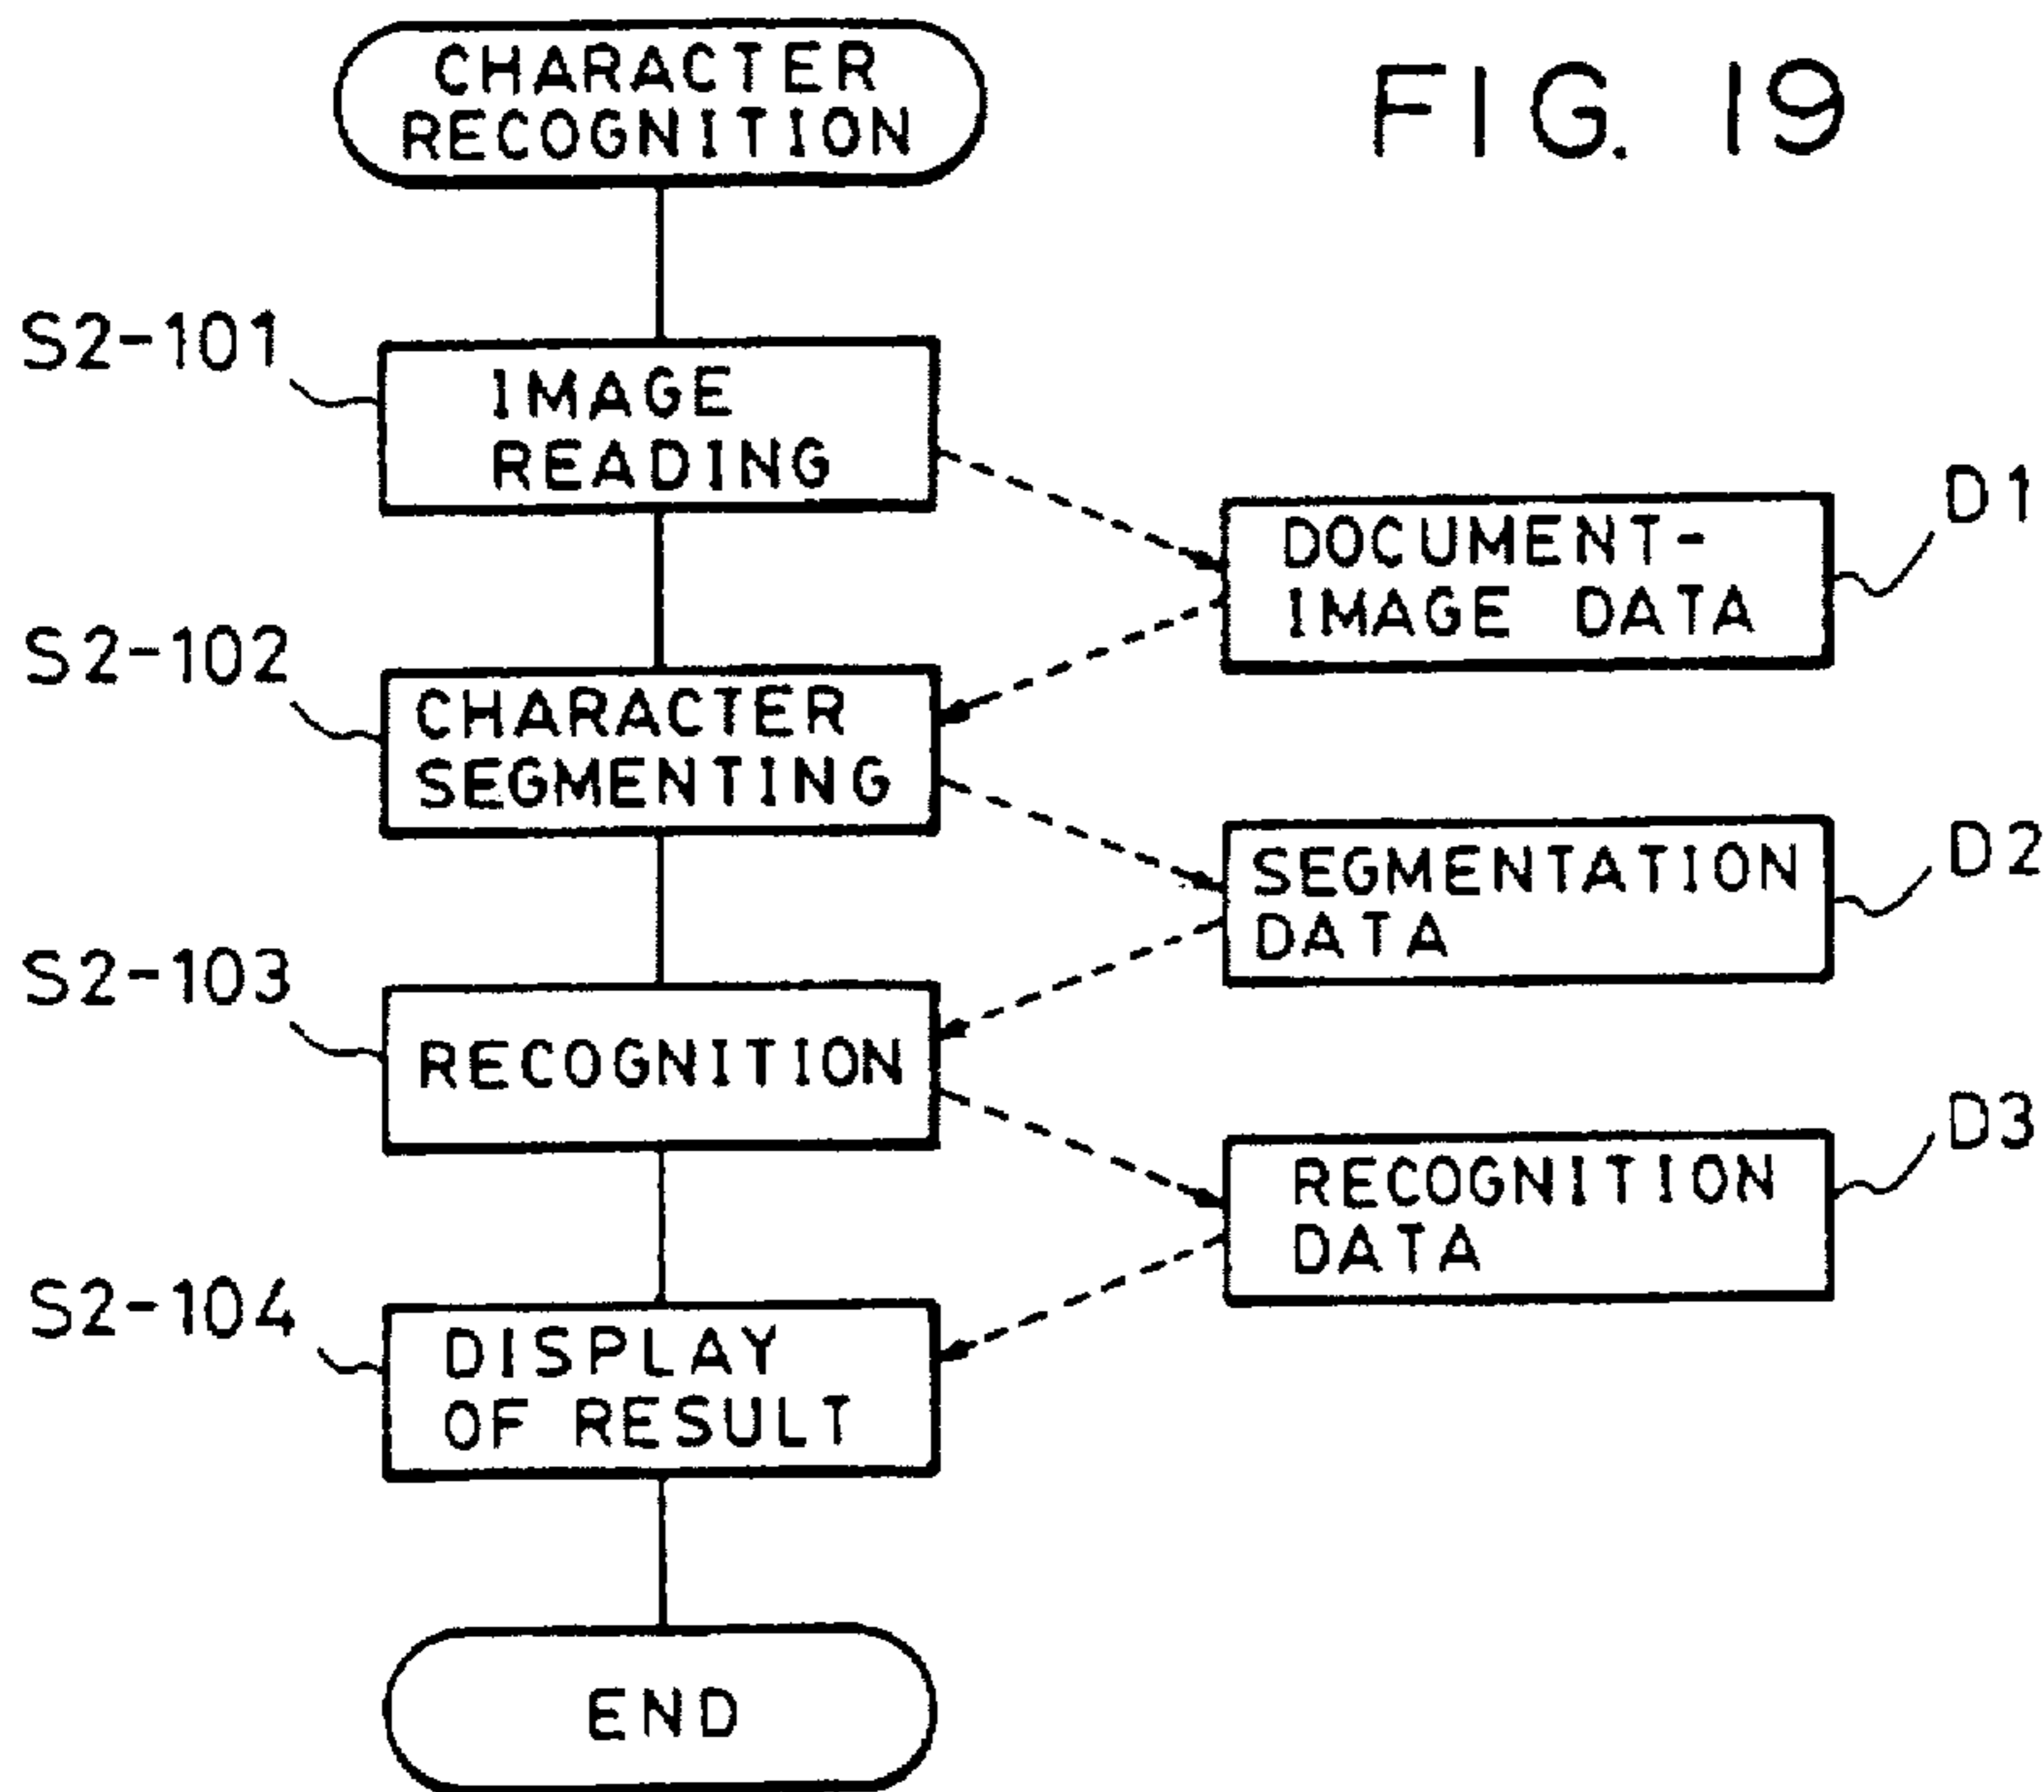 CHARACTER
RECOGNITION
FIG. 19
S2-101
IMAGE
READING
D1
DOCUMENT-
IMAGE DATA
S2-102
CHARACTER
SEGMENTING
D2
SEGMENTATION
DATA
S2-103
RECOGNITION
D3
RECOGNITION
DATA
S2-104
DISPLAY
OF RESULT
END